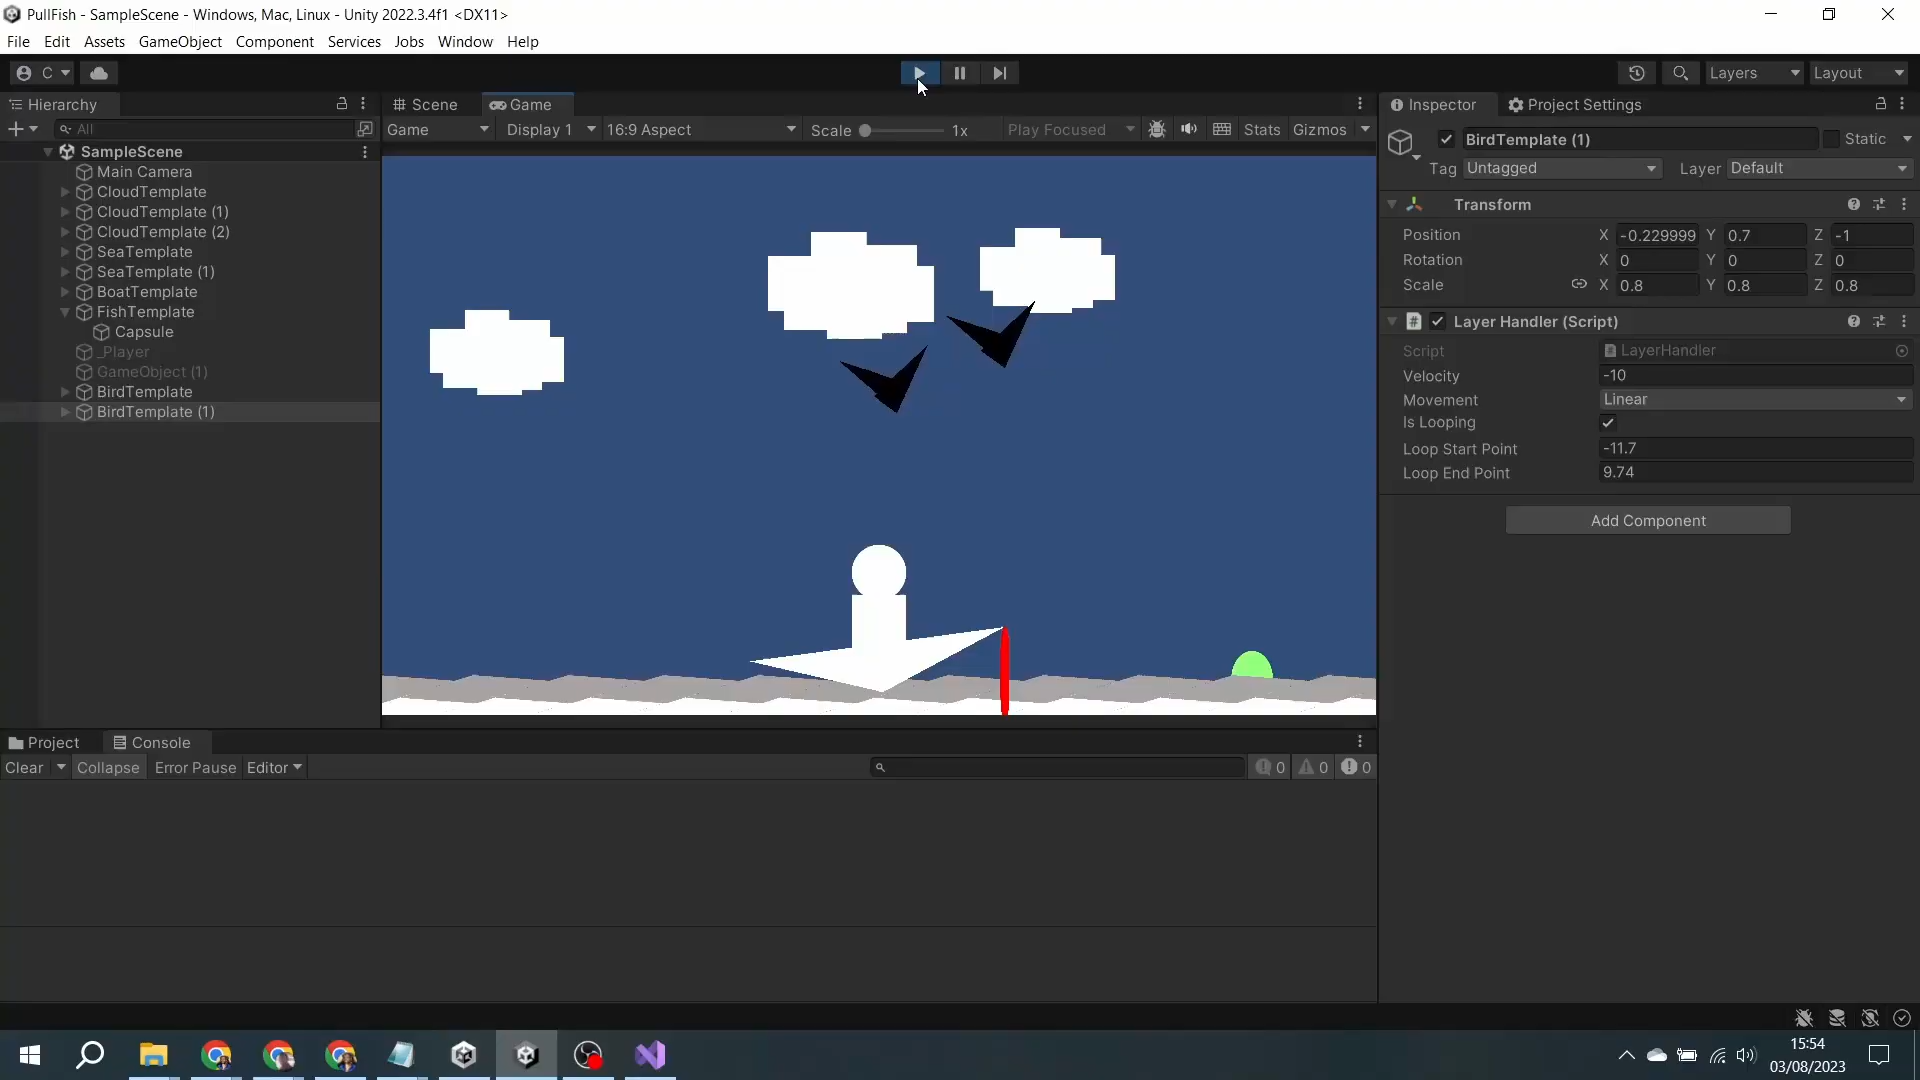 PullFish - SampleScene - Windows, Mac, Linux - Unity 2022.3.4f1 <DX11>
File Edit Assets GameObject Component Services Jobs Window Help
C Layers Layout
Hierarchy Scene Game Inspector Project Settings
All Game Display 1 16:9 Aspect Scale 1x Play Focused Stats Gizmos
SampleScene
Main Camera
CloudTemplate
CloudTemplate (1)
CloudTemplate (2)
SeaTemplate
SeaTemplate (1)
BoatTemplate
FishTemplate
Capsule
_Player
GameObject (1)
BirdTemplate
BirdTemplate (1)
BirdTemplate (1) Static
Tag Untagged Layer Default
Transform
Position X -0.229999 Y 0.7 Z -1
Rotation X 0 Y 0 Z 0
Scale X 0.8 Y 0.8 Z 0.8
Layer Handler (Script)
Script LayerHandler
Velocity -10
Movement Linear
Is Looping
Loop Start Point -11.7
Loop End Point 9.74
Add Component
Project Console
Clear Collapse Error Pause Editor 0 0 0
15:54
03/08/2023